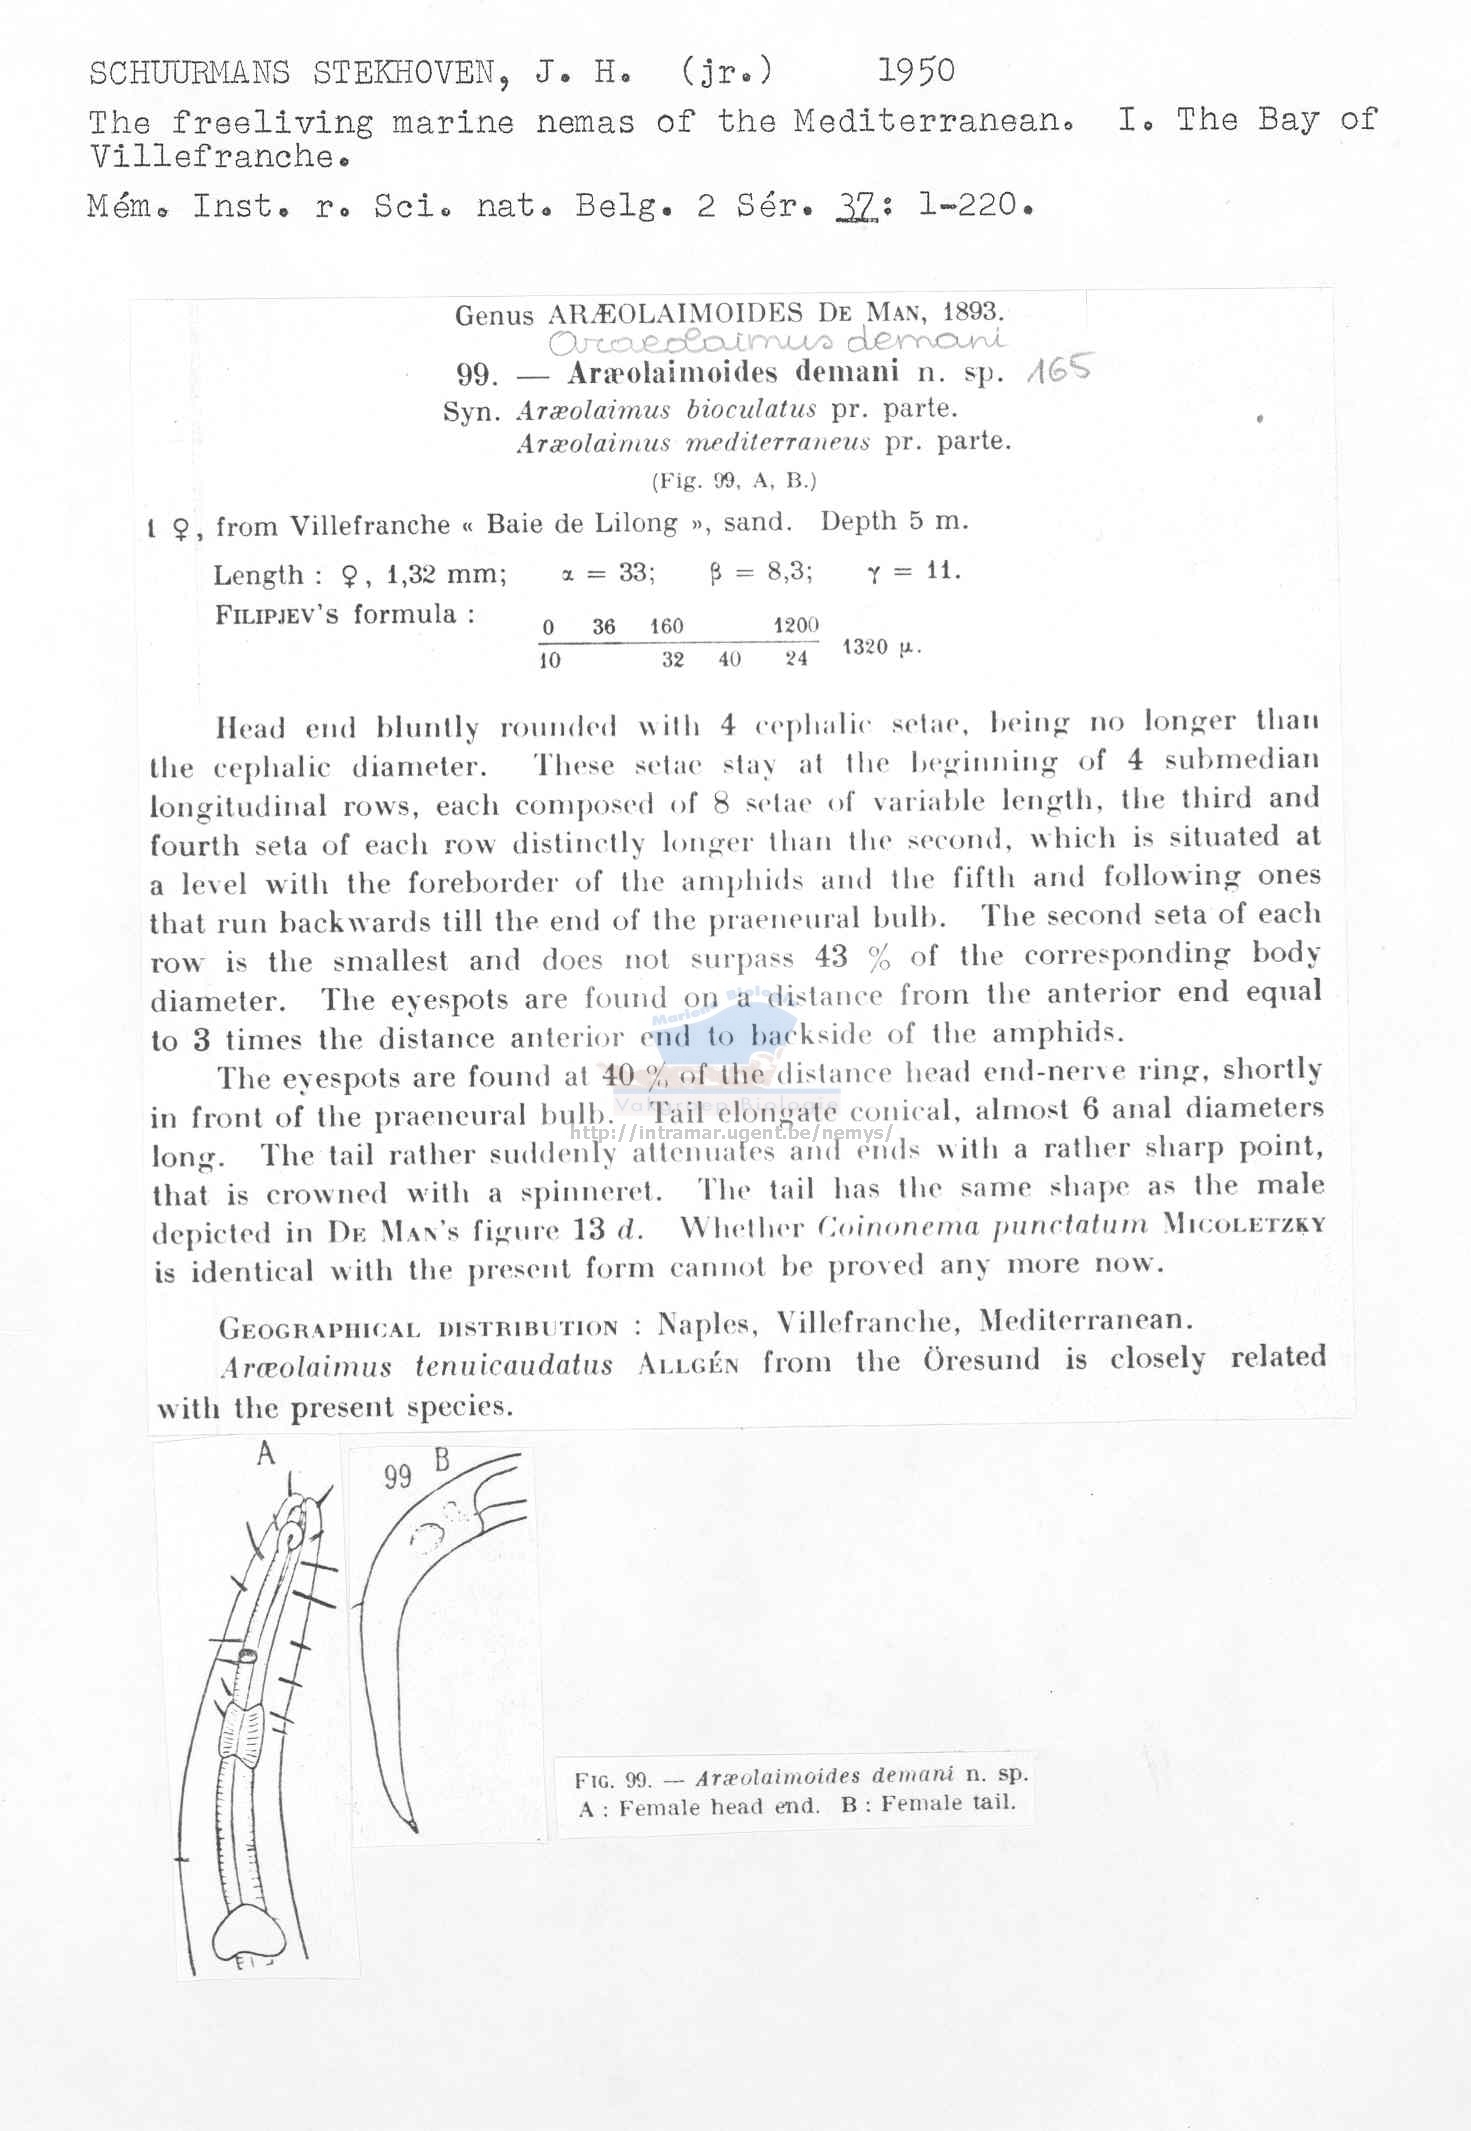 SCHUURMANS STEKHOVEN, J. H. (jr.) 1950
The freeliving marine nemas of the Mediterranean. I. The Bay of
Villefranche.
Mém. Inst. r. Sci. nat. Belg. 2 Sér. 37: 1-220.
Genus ARÆOLAIMOIDES DE MAN, 1893.
Araeolaimus demani
99. — Aræolaimoides demani n. sp. 165
Syn. Aræolaimus bioculatus pr. parte.
Aræolaimus mediterraneus pr. parte.
(Fig. 99, A, B.)
1 ♀, from Villefranche « Baie de Lilong », sand. Depth 5 m.
Length : ♀, 1,32 mm; α = 33; β = 8,3; γ = 11.
FILIPJEV'S formula :
0 36 160 1200
1320 μ.
10 32 40 24
Head end bluntly rounded with 4 cephalic setae, being no longer than
the cephalic diameter. These setae stay at the beginning of 4 submedian
longitudinal rows, each composed of 8 setae of variable length, the third and
fourth seta of each row distinctly longer than the second, which is situated at
a level with the foreborder of the amphids and the fifth and following ones
that run backwards till the end of the praeneural bulb. The second seta of each
row is the smallest and does not surpass 43 % of the corresponding body
diameter. The eyespots are found on a distance from the anterior end equal
to 3 times the distance anterior end to backside of the amphids.
The eyespots are found at 40 % of the distance head end-nerve ring, shortly
in front of the praeneural bulb. Tail elongate conical, almost 6 anal diameters
long. The tail rather suddenly attenuates and ends with a rather sharp point,
that is crowned with a spinneret. The tail has the same shape as the male
depicted in DE MAN'S figure 13 d. Whether Coinonema punctatum MICOLETZKY
is identical with the present form cannot be proved any more now.
GEOGRAPHICAL DISTRIBUTION : Naples, Villefranche, Mediterranean.
Aræolaimus tenuicaudatus ALLGÉN from the Öresund is closely related
with the present species.
Mariene Biologie
Vakgroep Biologie
http://intramar.ugent.be/nemys/
A
99 B
FIG. 99. — Aræolaimoides demani n. sp.
A : Female head end. B : Female tail.